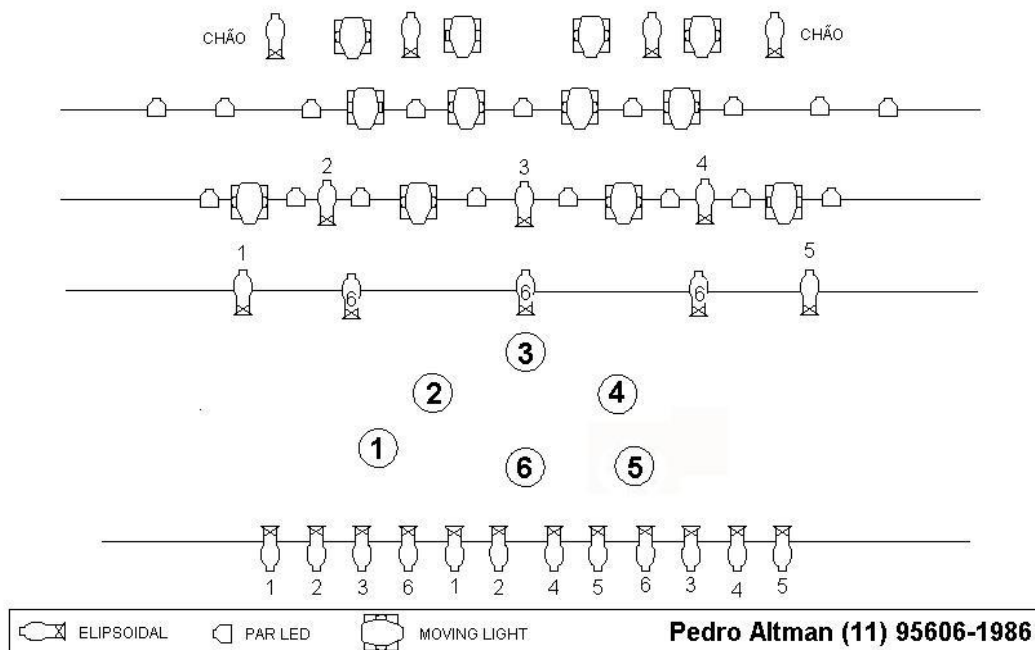 CHÃO CHÃO
2 3 4
1 5
6 6 6
3
2 4
1
6 5
1 2 3 6 1 2 4 5 6 3 4 5
ELIPSOIDAL PAR LED MOVING LIGHT Pedro Altman (11) 95606-1986